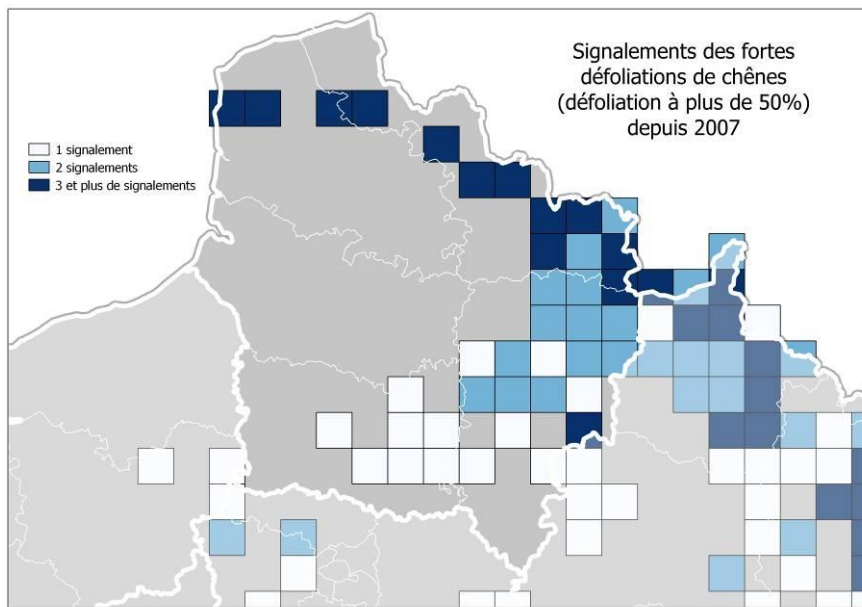 Signalements des fortes
défoliations de chênes
(défoliation à plus de 50%)
depuis 2007
1 signalement
2 signalements
3 et plus de signalements